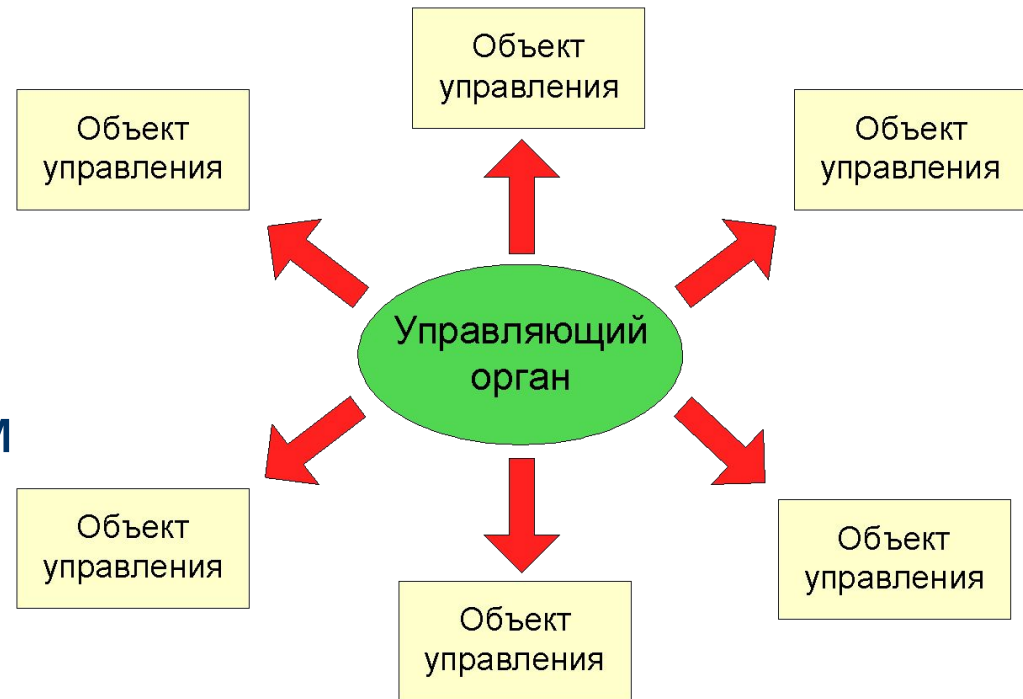 Объект
управления
Объект
управления
Объект
управления
Управляющий
орган
Объект
управления
Объект
управления
Объект
управления